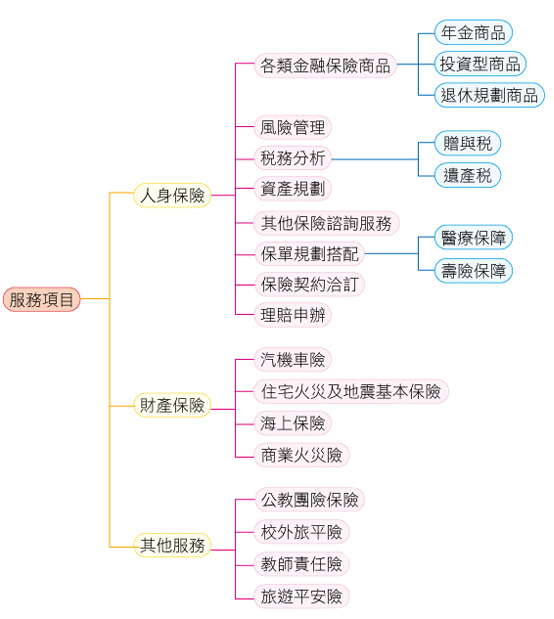 服務項目
人身保險
各類金融保險商品
年金商品
投資型商品
退休規劃商品
風險管理
稅務分析
贈與稅
遺產稅
資產規劃
其他保險諮詢服務
保單規劃搭配
醫療保障
壽險保障
保險契約洽訂
理賠申辦
財產保險
汽機車險
住宅火災及地震基本保險
海上保險
商業火災險
其他服務
公教團險保險
校外旅平險
教師責任險
旅遊平安險